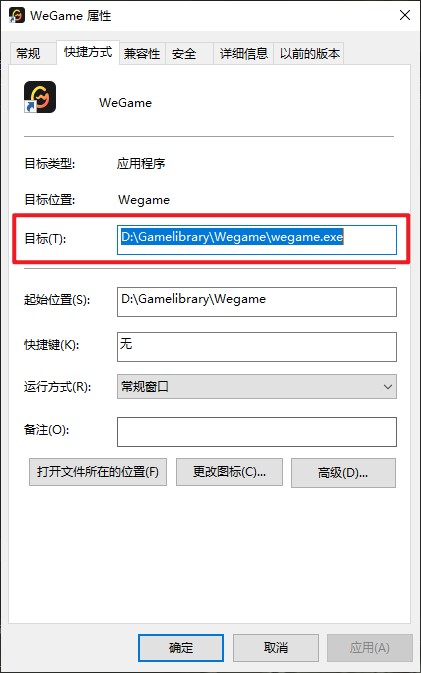 WeGame 属性
常规 快捷方式 兼容性 安全 详细信息 以前的版本
WeGame
目标类型: 应用程序
目标位置: Wegame
目标(T): D:\Gamelibrary\Wegame\wegame.exe
起始位置(S): D:\Gamelibrary\Wegame
快捷键(K): 无
运行方式(R): 常规窗口
备注(O):
打开文件所在的位置(F) 更改图标(C)... 高级(D)...
确定 取消 应用(A)